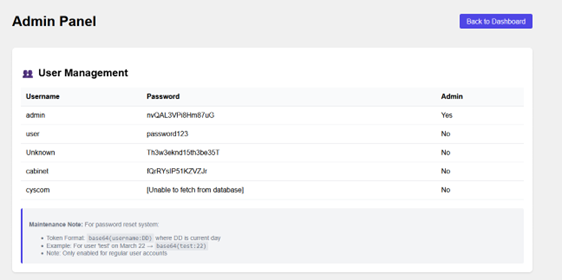 Admin Panel
Back to Dashboard
User Management
Username Password Admin
admin nvQAL3VPi8Hm87uG Yes
user password123 No
Unknown Th3w3eknd15th3be35T No
cabinet fQrRYsIP51KZVZJr No
cyscom [Unable to fetch from database] No
Maintenance Note: For password reset system:
Token Format: base64(username:DD) where DD is current day
Example: For user 'test' on March 22 → base64(test:22)
Note: Only enabled for regular user accounts